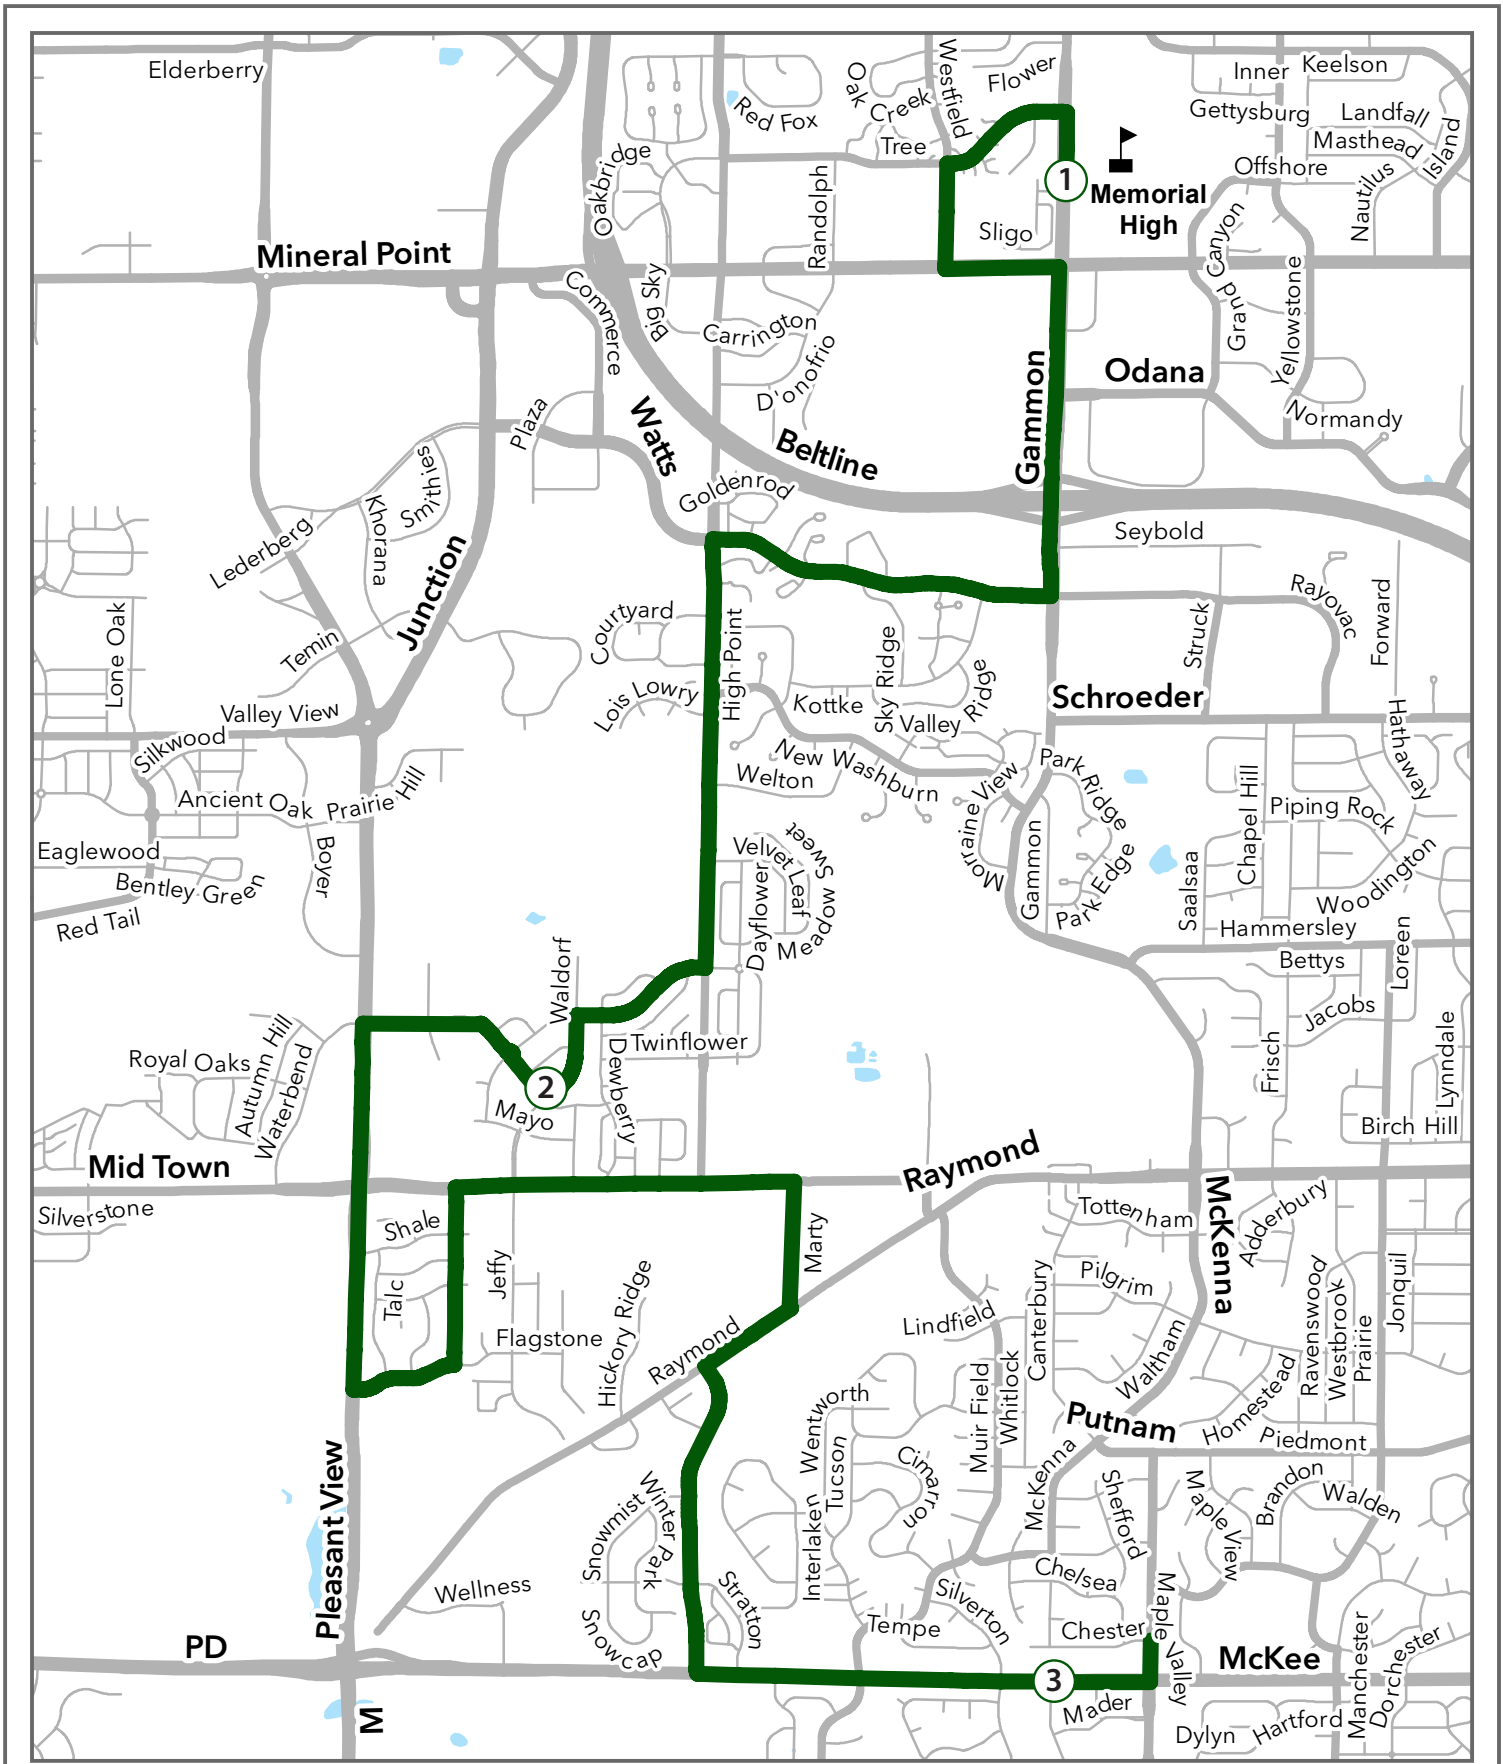 Elderberry
Red Fox
Oak
Creek
Westfield
Flower
Tree
Inner
Keelson
Gettysburg
Landfall
Masthead
Island
Offshore
Nautilus
Oakbridge
Randolph
1
Memorial
High
Sligo
Mineral Point
Canyon
Grand
Yellowstone
Commerce
Big Sky
Carrington
D'onofrio
Gammon
Odana
Normandy
Plaza
Watts
Beltline
Goldenrod
Smithies
Khorana
Lederberg
Junction
Seybold
Rayovac
Forward
Struck
Lone Oak
Temin
Courtyard
High Point
Lois Lowry
Kottke
Sky Ridge
Valley Ridge
Schroeder
Valley View
Silkwood
Ancient Oak
Prairie Hill
New Washburn
Welton
Morraine View
Park Ridge
Hathaway
Chapel Hill
Piping Rock
Eaglewood
Boyer
Bentley Green
Red Tail
Velvet Leaf
Sweet Meadow
Dayflower
Gammon
Park Edge
Saalsaa
Woodington
Hammersley
Loreen
Bettys
Waldorf
Jacobs
Autumn Hill
Royal Oaks
Waterbend
Twinflower
Dewberry
2
Mayo
Frisch
Lynndale
Birch Hill
Mid Town
Raymond
Silverstone
Shale
Marty
Tottenham
McKenna
Adderbury
Talc
Jeffy
Hickory Ridge
Flagstone
Raymond
Lindfield
Canterbury
Pilgrim
Ravenswood
Westbrook
Prairie
Jonquil
Waltham
Homestead
Wentworth
Muir Field
Whitlock
Putnam
Piedmont
Tucson
Cimarron
McKenna
Shefford
Maple View
Brandon
Walden
Pleasant View
Snowmist
Winter Park
Interlaken
Wellness
Stratton
Chelsea
Silverton
Tempe
Chester
Maple Valley
Snowcap
PD
McKee
Manchester
Dorchester
3
Mader
M
Dylyn
Hartford